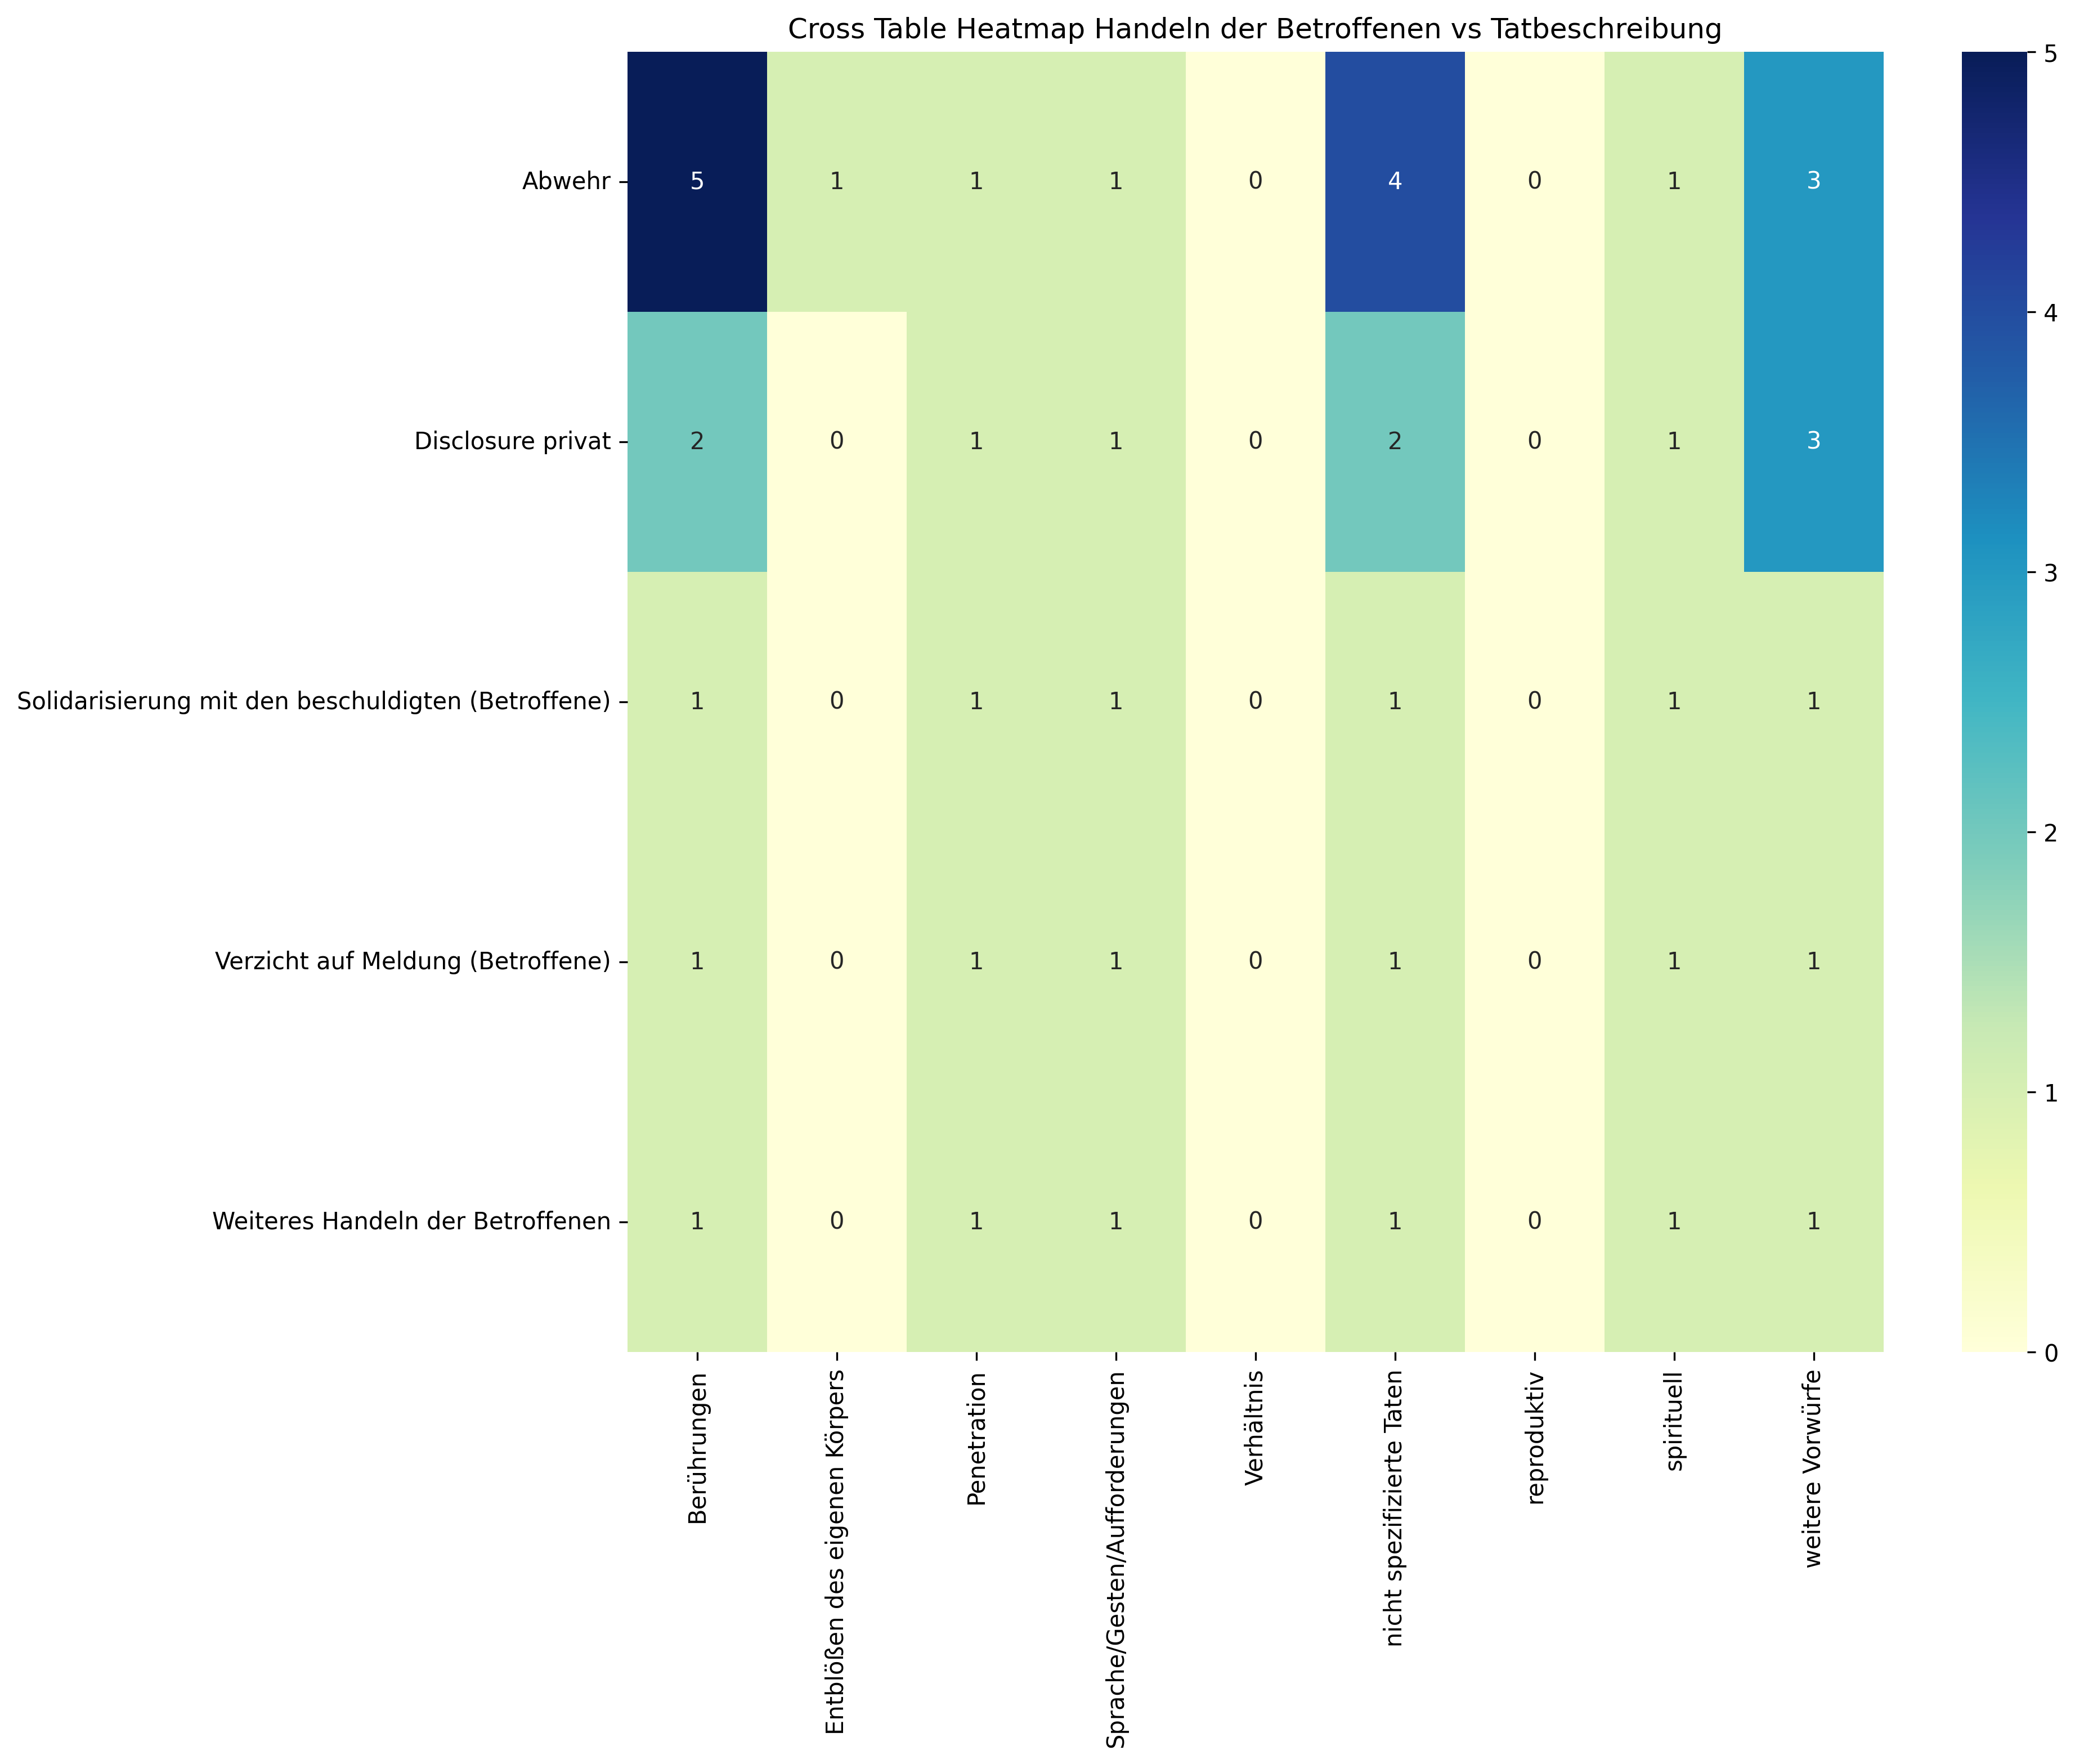 Cross Table Heatmap Handeln der Betroffenen vs Tatbeschreibung
Abwehr 5 1 1 1 0 4 0 1 3
Disclosure privat 2 0 1 1 0 2 0 1 3
Solidarisierung mit den beschuldigten (Betroffene) 1 0 1 1 0 1 0 1 1
Verzicht auf Meldung (Betroffene) 1 0 1 1 0 1 0 1 1
Weiteres Handeln der Betroffenen 1 0 1 1 0 1 0 1 1
Berührungen
Entblößen des eigenen Körpers
Penetration
Sprache/Gesten/Aufforderungen
Verhältnis
nicht spezifizierte Taten
reproduktiv
spirituell
weitere Vorwürfe
5
4
3
2
1
0